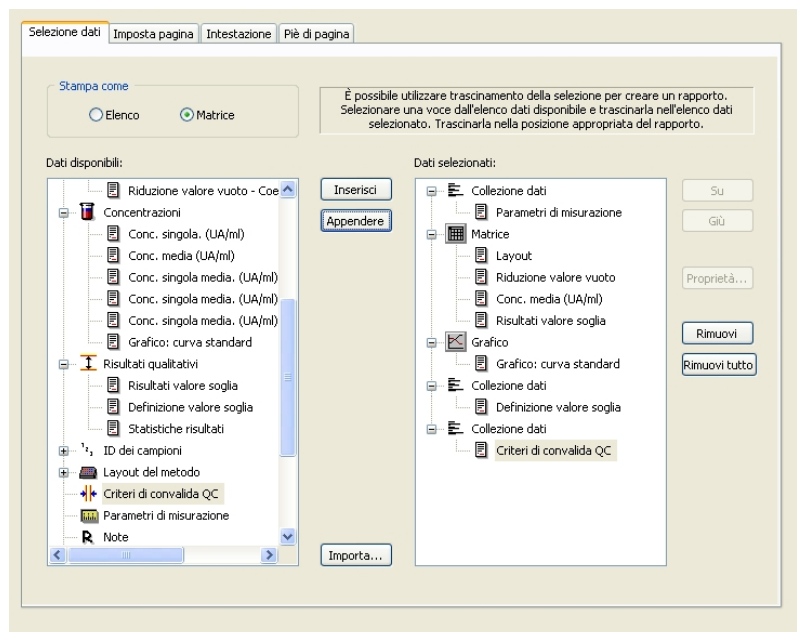 Selezione dati Imposta pagina Intestazione Piè di pagina
Stampa come
Elenco Matrice
È possibile utilizzare trascinamento della selezione per creare un rapporto.
Selezionare una voce dall'elenco dati disponibile e trascinarla nell'elenco dati
selezionato. Trascinarla nella posizione appropriata del rapporto.
Dati disponibili:
Riduzione valore vuoto - Coe
Concentrazioni
Conc. singola. (UA/ml)
Conc. media (UA/ml)
Conc. singola media. (UA/ml)
Conc. singola media. (UA/ml)
Conc. singola media. (UA/ml)
Grafico: curva standard
Risultati qualitativi
Risultati valore soglia
Definizione valore soglia
Statistiche risultati
ID dei campioni
Layout del metodo
Criteri di convalida QC
Parametri di misurazione
Note
Inserisci
Appendere
Importa...
Dati selezionati:
Collezione dati
Parametri di misurazione
Matrice
Layout
Riduzione valore vuoto
Conc. media (UA/ml)
Risultati valore soglia
Grafico
Grafico: curva standard
Collezione dati
Definizione valore soglia
Collezione dati
Criteri di convalida QC
Su
Giù
Proprietà...
Rimuovi
Rimuovi tutto